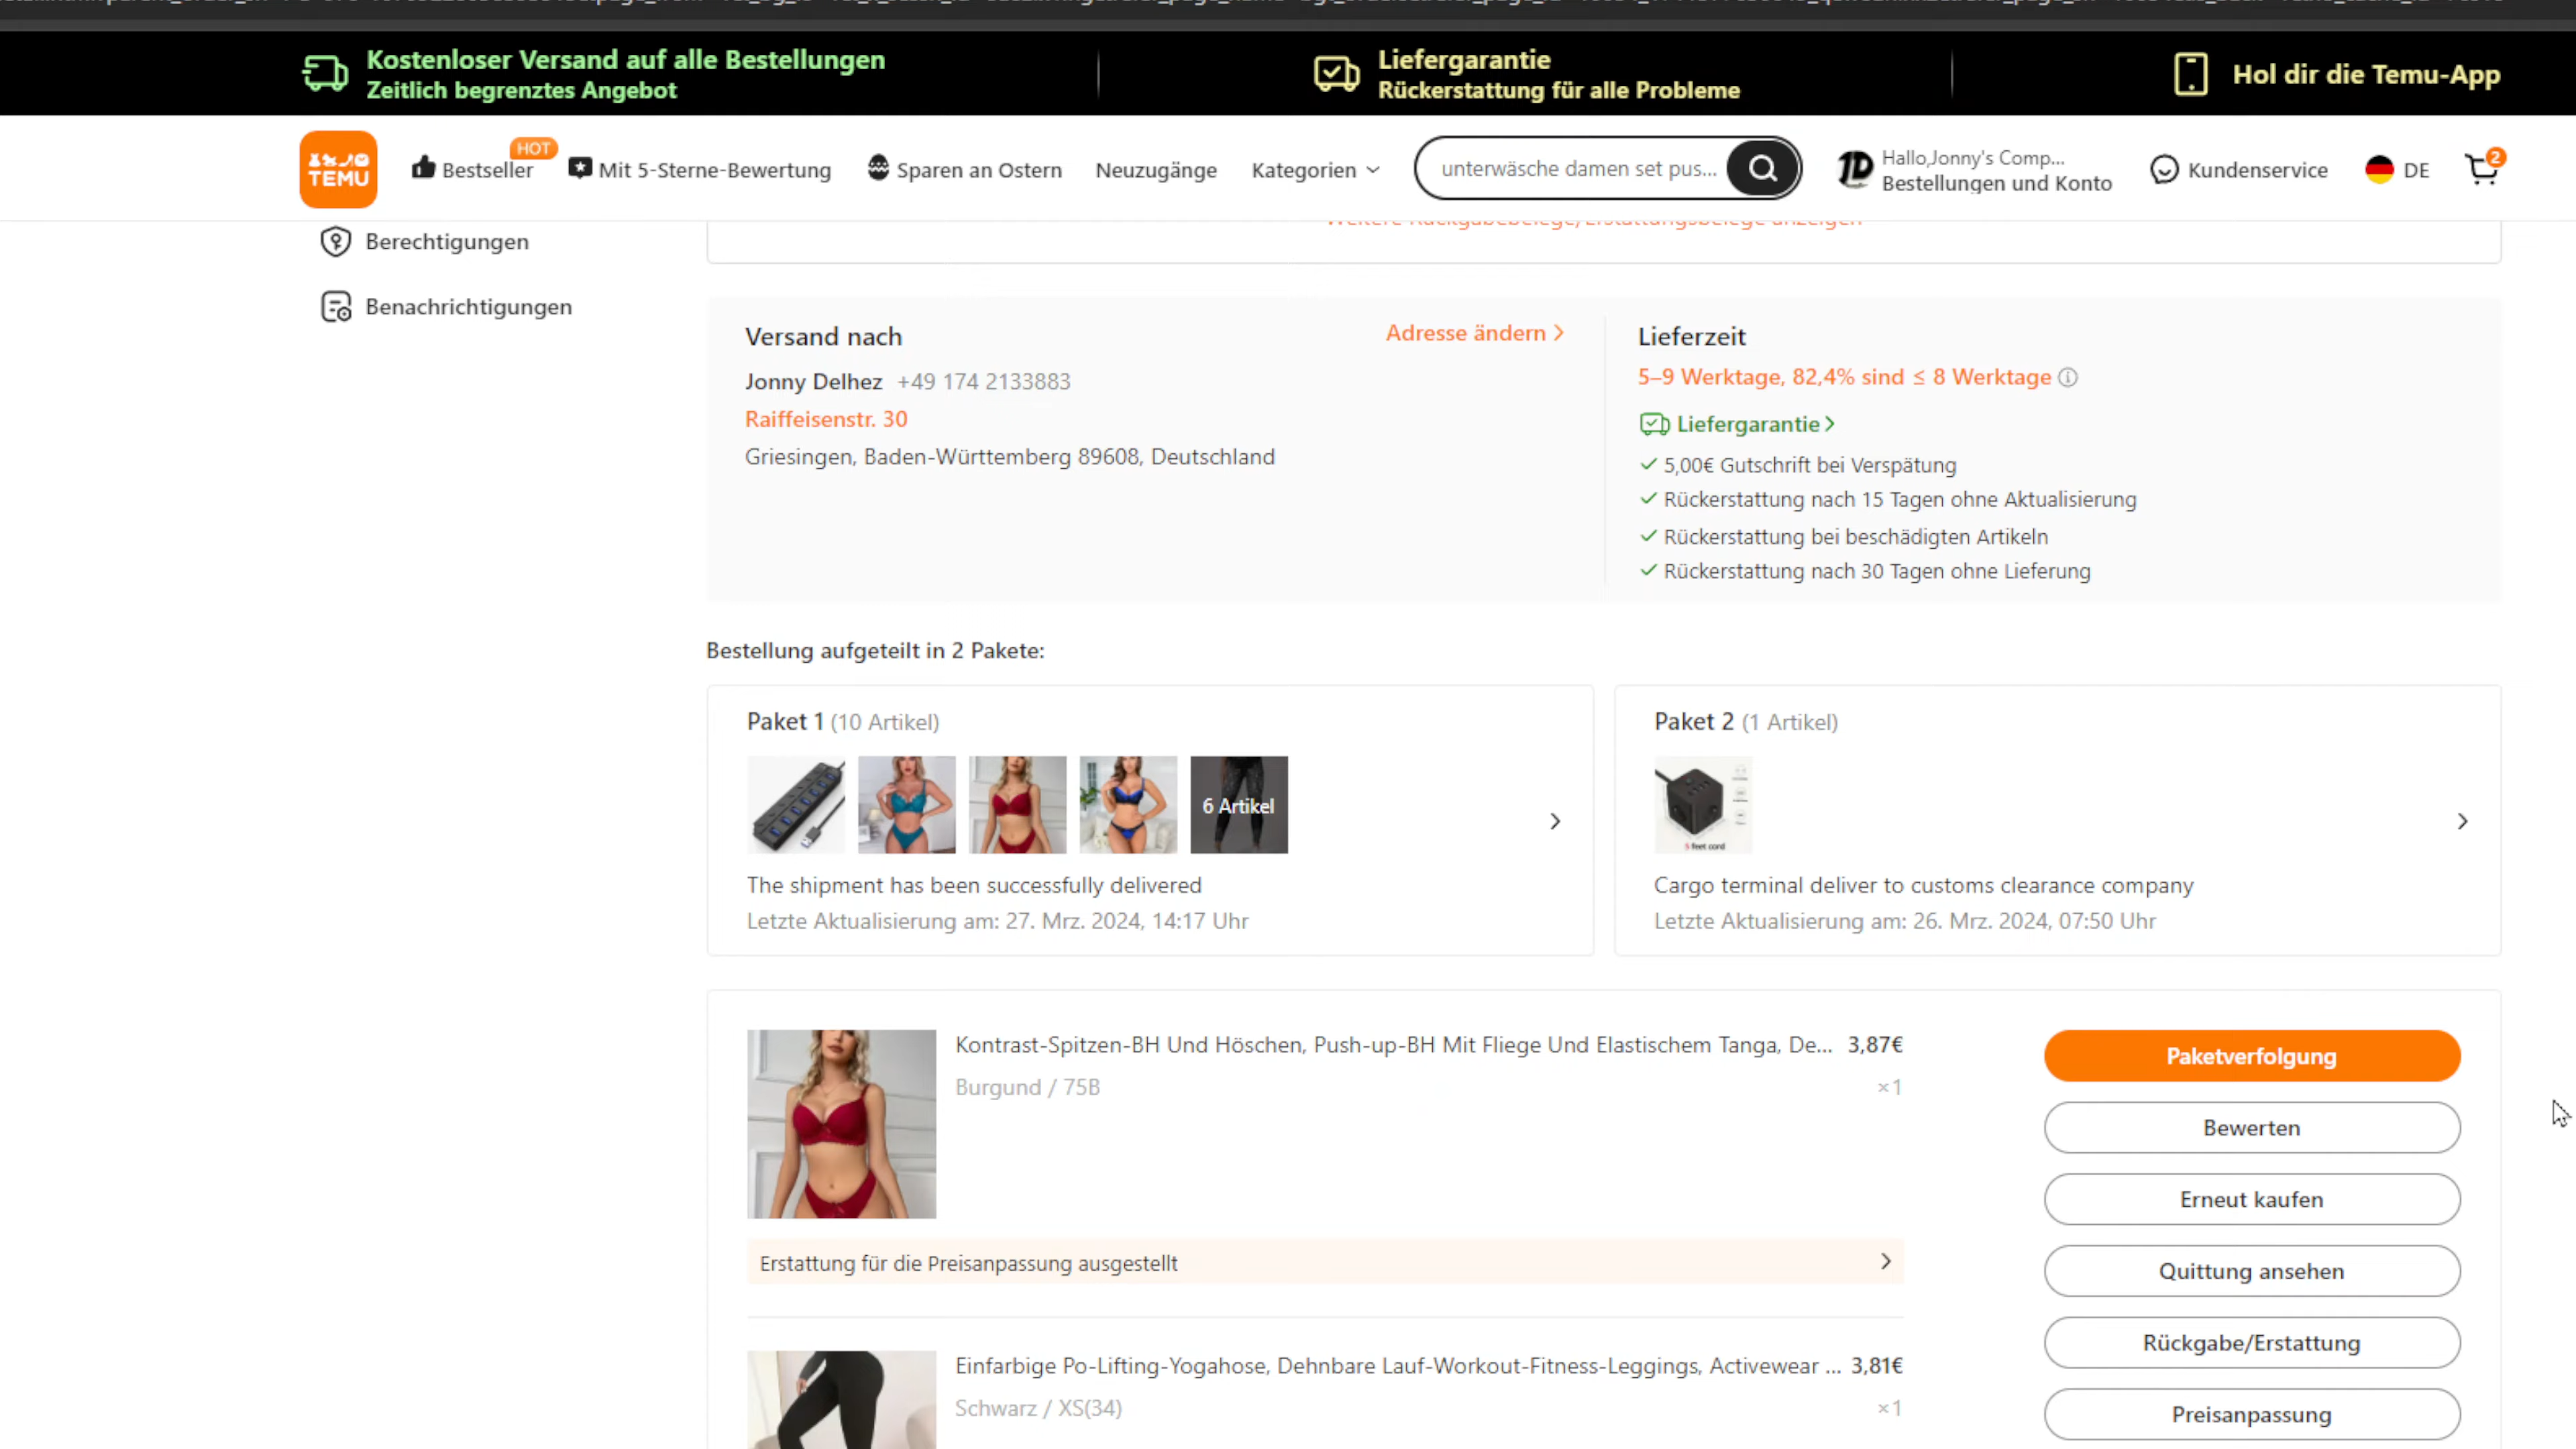 Kostenloser Versand auf alle Bestellungen
Zeitlich begrenztes Angebot
Liefergarantie
Rückerstattung für alle Probleme
Hol dir die Temu-App
TEMU
Bestseller
HOT
Mit 5-Sterne-Bewertung
Sparen an Ostern
Neuzugänge
Kategorien
unterwäsche damen set pus...
Hallo,Jonny's Comp...
Bestellungen und Konto
Kundenservice
DE
2
Berechtigungen
Benachrichtigungen
Weitere Rückgabebelege/Erstattungsbelege anzeigen
Versand nach
Adresse ändern
Jonny Delhez +49 174 2133883
Raiffeisenstr. 30
Griesingen, Baden-Württemberg 89608, Deutschland
Lieferzeit
5–9 Werktage, 82,4% sind ≤ 8 Werktage
Liefergarantie
5,00€ Gutschrift bei Verspätung
Rückerstattung nach 15 Tagen ohne Aktualisierung
Rückerstattung bei beschädigten Artikeln
Rückerstattung nach 30 Tagen ohne Lieferung
Bestellung aufgeteilt in 2 Pakete:
Paket 1 (10 Artikel)
6 Artikel
The shipment has been successfully delivered
Letzte Aktualisierung am: 27. Mrz. 2024, 14:17 Uhr
Paket 2 (1 Artikel)
5 feet cord
Cargo terminal deliver to customs clearance company
Letzte Aktualisierung am: 26. Mrz. 2024, 07:50 Uhr
Kontrast-Spitzen-BH Und Höschen, Push-up-BH Mit Fliege Und Elastischem Tanga, De... 3,87€
Burgund / 75B ×1
Erstattung für die Preisanpassung ausgestellt
Einfarbige Po-Lifting-Yogahose, Dehnbare Lauf-Workout-Fitness-Leggings, Activewear ... 3,81€
Schwarz / XS(34) ×1
Paketverfolgung
Bewerten
Erneut kaufen
Quittung ansehen
Rückgabe/Erstattung
Preisanpassung